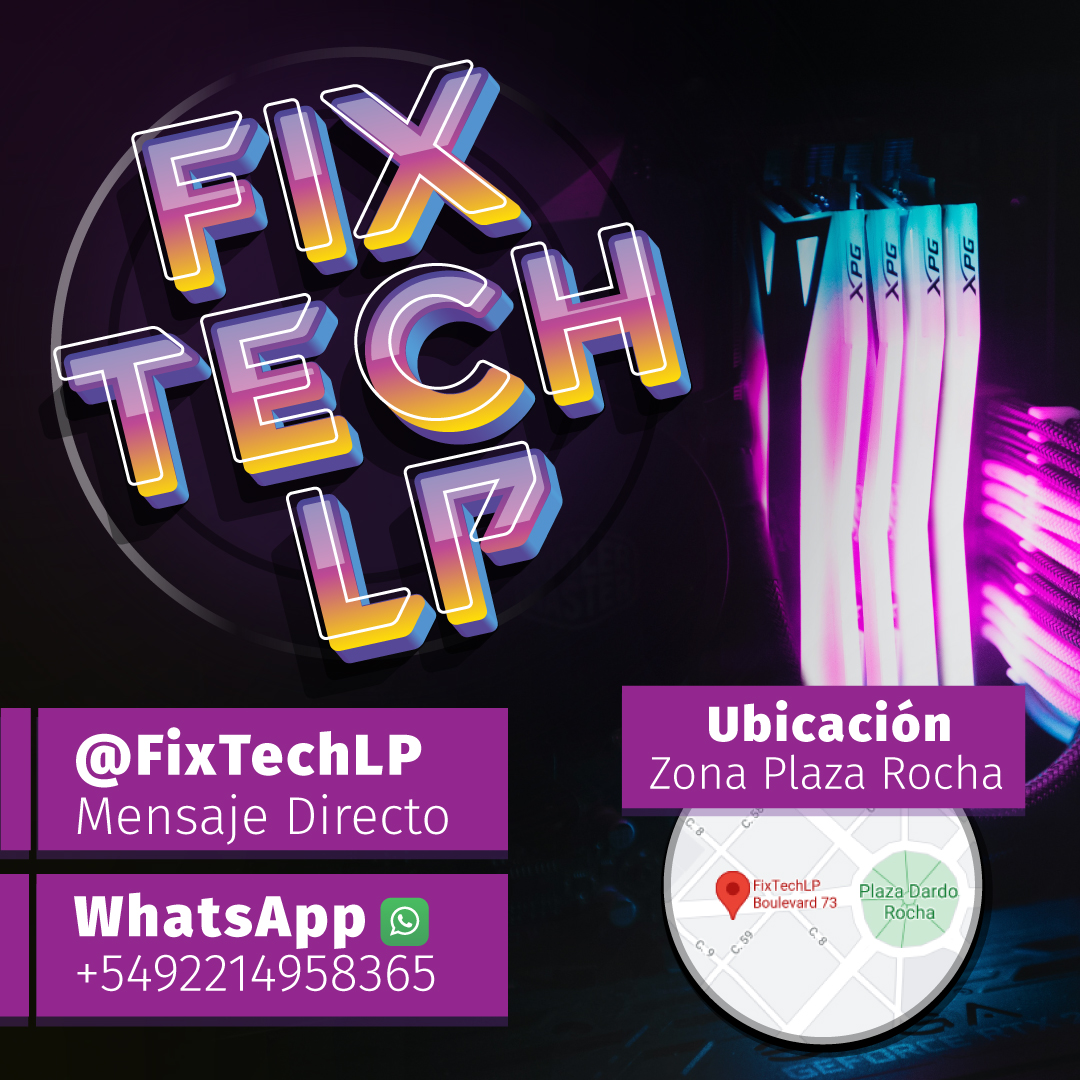 FIX
TECH
LP
XPG
XPG
XPG
XPG
@FixTechLP
Mensaje Directo
WhatsApp
+5492214958365
Ubicación
Zona Plaza Rocha
C. 8
FixTechLP
Boulevard 73
Plaza Dardo
Rocha
C. 9
C. 59
C. 8
GEFORCE